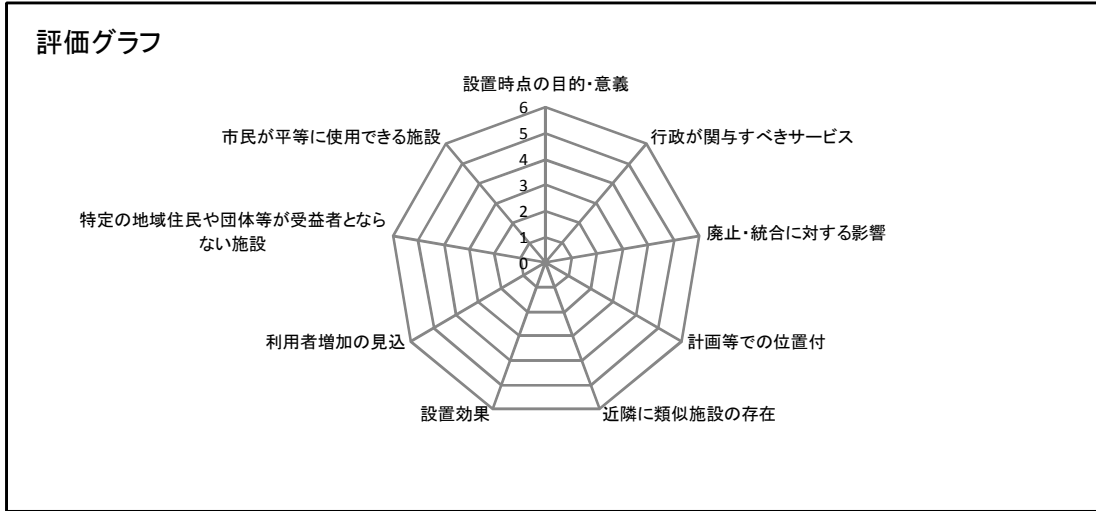 評価グラフ
設置時点の目的・意義
行政が関与すべきサービス
廃止・統合に対する影響
計画等での位置付
近隣に類似施設の存在
設置効果
利用者増加の見込
特定の地域住民や団体等が受益者となら
ない施設
市民が平等に使用できる施設
6
5
4
3
2
1
0